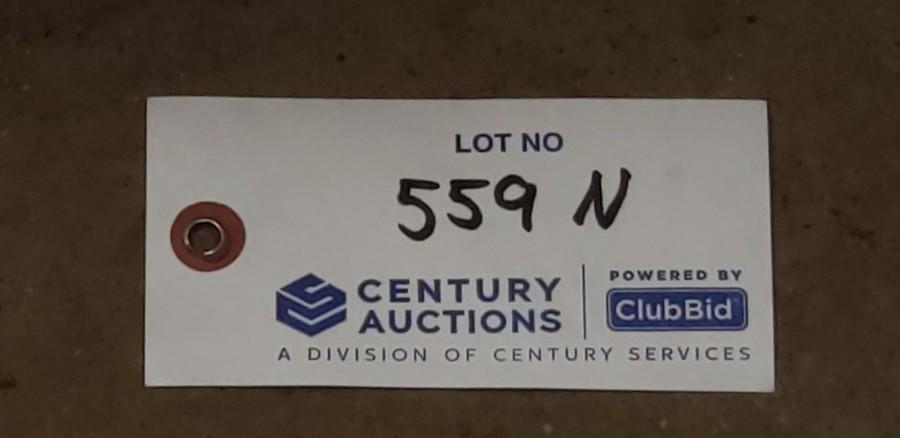 LOT NO
559 N
CENTURY
AUCTIONS
POWERED BY
ClubBid
A DIVISION OF CENTURY SERVICES